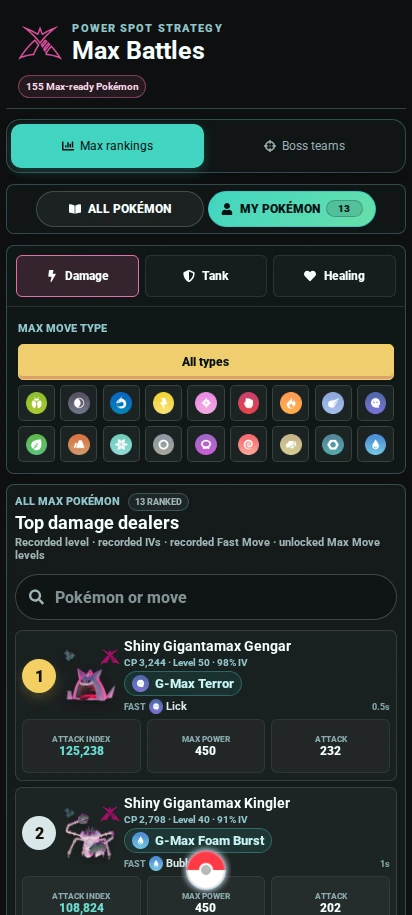 POWER SPOT STRATEGY
Max Battles
155 Max-ready Pokémon
Max rankings
Boss teams
ALL POKÉMON
MY POKÉMON 13
Damage
Tank
Healing
MAX MOVE TYPE
All types
ALL MAX POKÉMON 13 RANKED
Top damage dealers
Recorded level · recorded IVs · recorded Fast Move · unlocked Max Move
levels
Pokémon or move
1
Shiny Gigantamax Gengar
CP 3,244 · Level 50 · 98% IV
G-Max Terror
FAST Lick 0.5s
ATTACK INDEX
125,238
MAX POWER
450
ATTACK
232
2
Shiny Gigantamax Kingler
CP 2,798 · Level 40 · 91% IV
G-Max Foam Burst
FAST 1s
ATTACK INDEX
108,824
MAX POWER
450
ATTACK
202